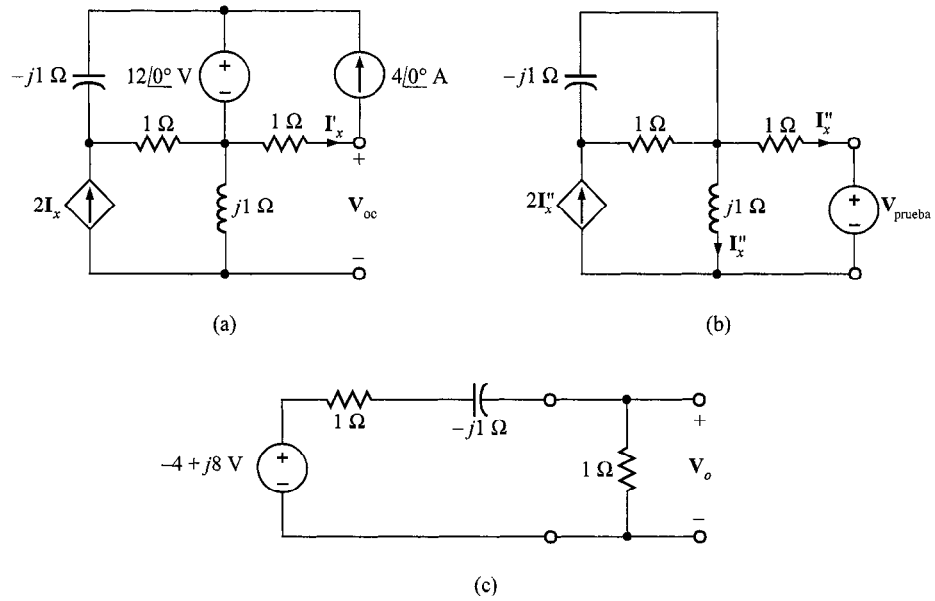 −j1 Ω
12/0° V
4/0° A
1 Ω
1 Ω
I'x
+
−
+
2Ix
j1 Ω
Voc
−
(a)
−j1 Ω
1 Ω
1 Ω
I"x
2I"x
j1 Ω
I"x
+
−
Vprueba
(b)
1 Ω
−j1 Ω
−4 + j8 V
+
−
1 Ω
+
Vo
−
(c)